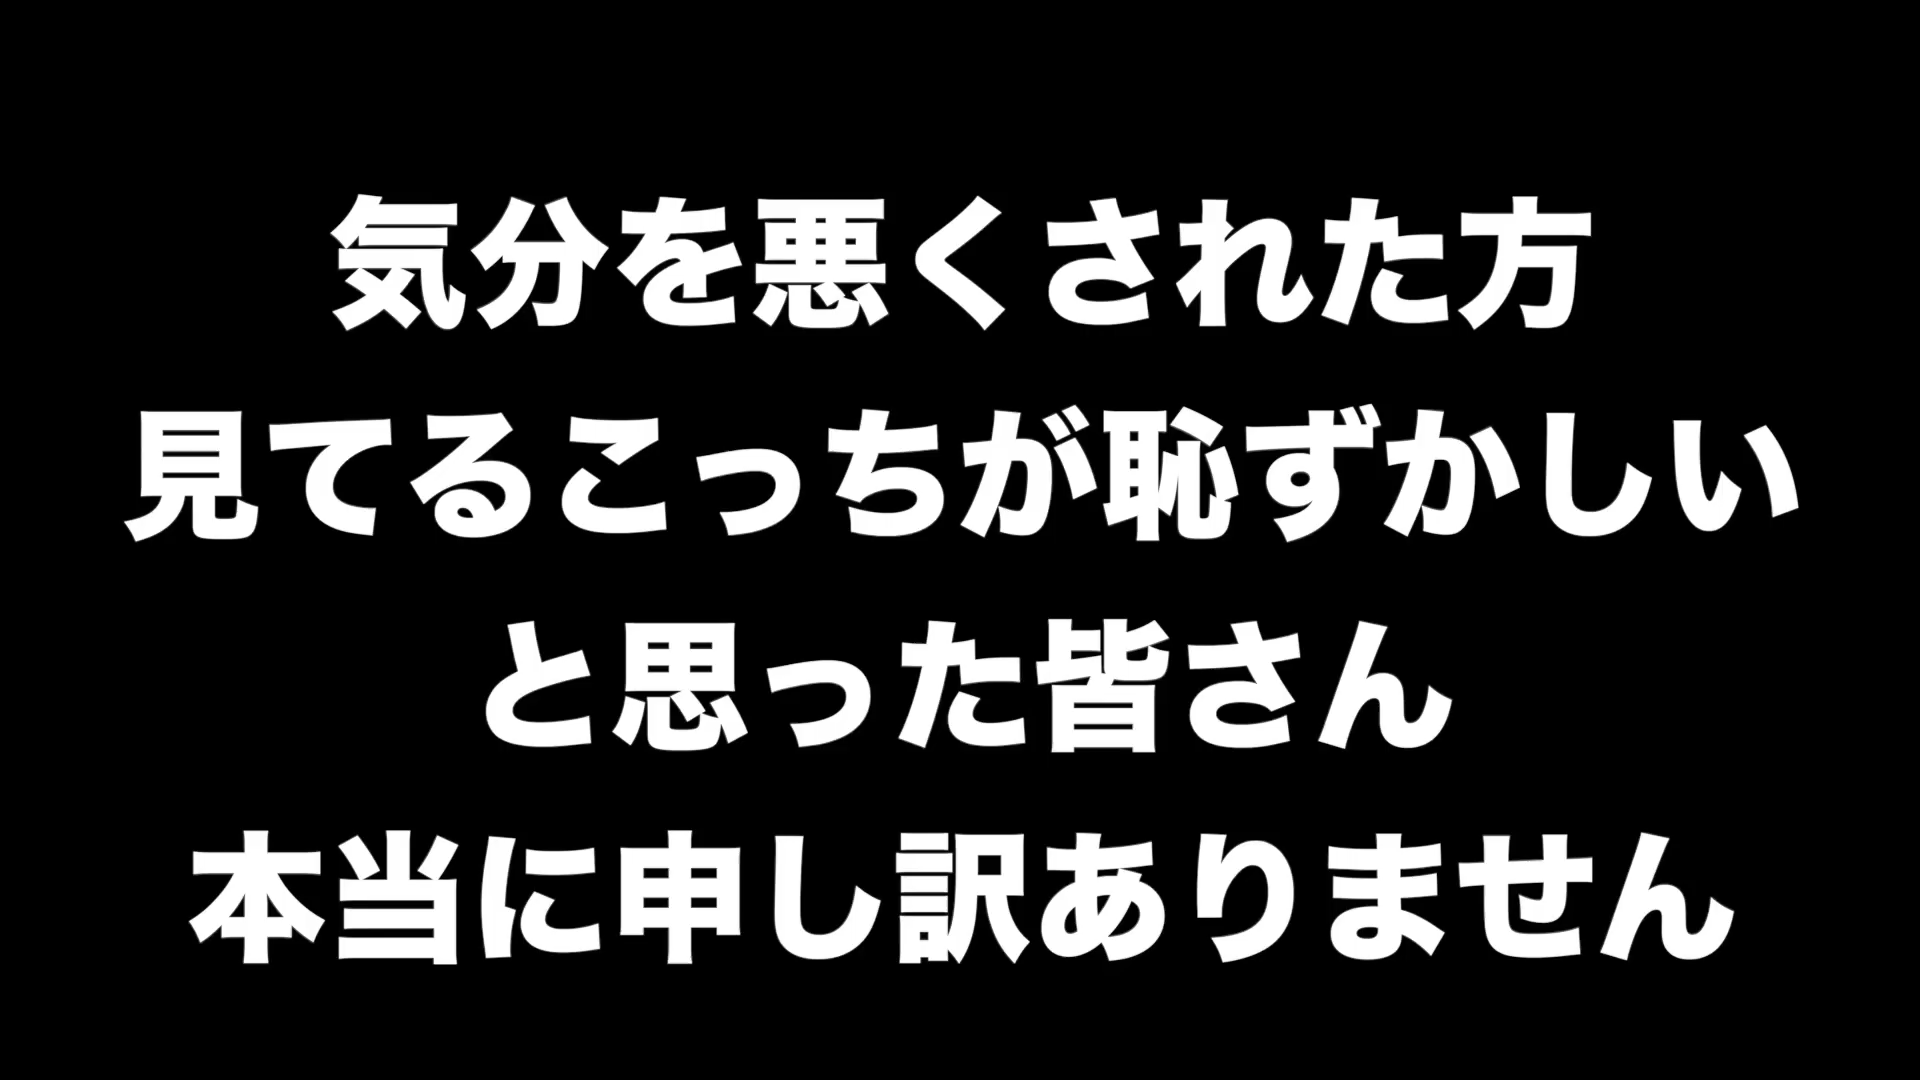 気分を悪くされた方
見てるこっちが恥ずかしい
と思った皆さん
本当に申し訳ありません